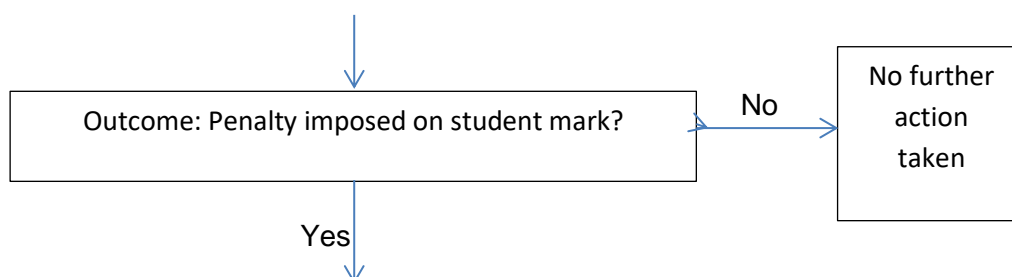 Outcome: Penalty imposed on student mark?
No
No further
action
taken
Yes